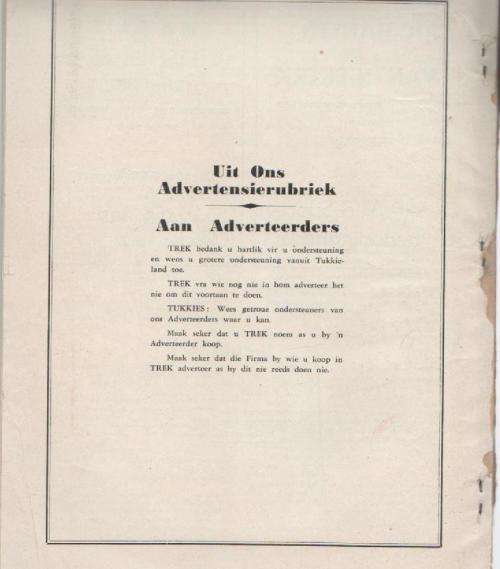 Uit Ons
Advertensierubriek
Aan Adverteerders
TREK bedank u hartlik vir u ondersteuning
en wens u grotere ondersteuning vanuit Tukkie-
land toe.
TREK vra wie nog nie in hom adverteer het
nie om dit voortaan te doen.
TUKKIES: Wees getroue ondersteuners van
ons Adverteerders waar u kan.
Maak seker dat u TREK noem as u by 'n
Adverteerder koop.
Maak seker dat die Firma by wie u koop in
TREK adverteer as hy dit nie reeds doen nie.